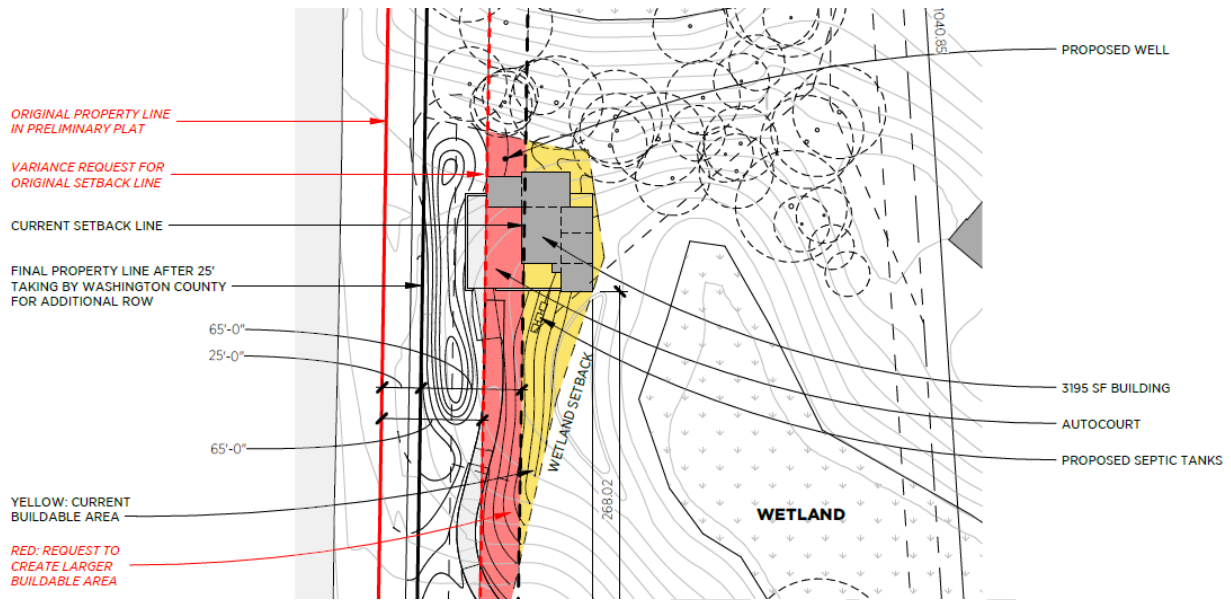 1040.85
PROPOSED WELL
ORIGINAL PROPERTY LINE
IN PRELIMINARY PLAT
VARIANCE REQUEST FOR
ORIGINAL SETBACK LINE
CURRENT SETBACK LINE
FINAL PROPERTY LINE AFTER 25'
TAKING BY WASHINGTON COUNTY
FOR ADDITIONAL ROW
65'-0"
25'-0"
65'-0"
WETLAND SETBACK
268.02
3195 SF BUILDING
AUTOCOURT
PROPOSED SEPTIC TANKS
YELLOW: CURRENT
BUILDABLE AREA
WETLAND
RED: REQUEST TO
CREATE LARGER
BUILDABLE AREA